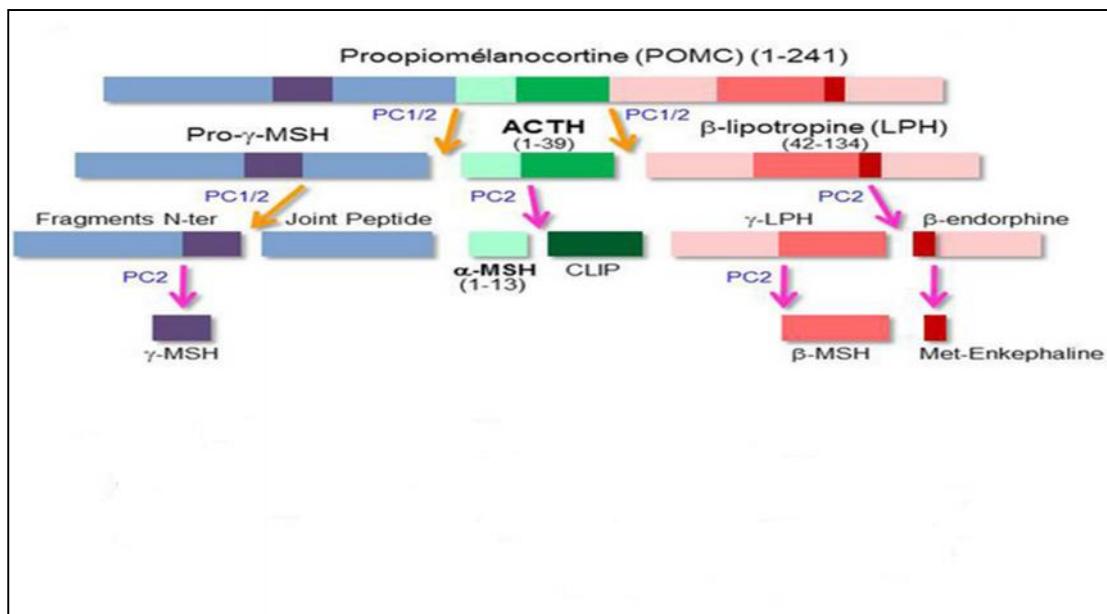 Proopiomélanocortine (POMC) (1-241)
PC1/2
PC1/2
Pro-γ-MSH
ACTH
(1-39)
β-lipotropine (LPH)
(42-134)
PC1/2
PC2
PC2
Fragments N-ter
Joint Peptide
γ-LPH
β-endorphine
PC2
α-MSH
(1-13)
CLIP
PC2
γ-MSH
β-MSH
Met-Enkephaline